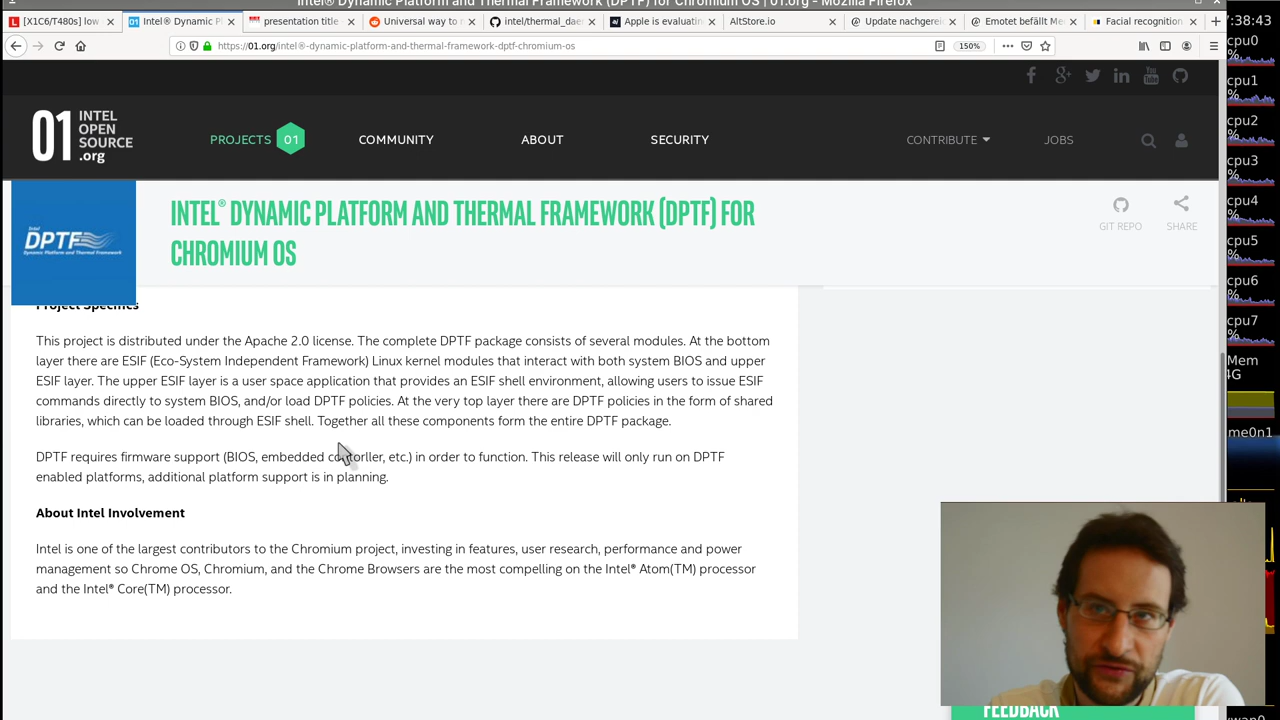 Intel® Dynamic Platform and Thermal Framework (DPTF) for Chromium OS | 01.org - Mozilla Firefox
[X1C6/T480s] low
Intel® Dynamic P
presentation title
Universal way to
intel/thermal_dae
Apple is evaluatin
AltStore.io
Update nachgerei
Emotet befällt Me
Facial recognition
:38:43
https://01.org/intel®-dynamic-platform-and-thermal-framework-dptf-chromium-os
150%
01 INTEL OPEN SOURCE .org
PROJECTS 01
COMMUNITY
ABOUT
SECURITY
CONTRIBUTE
JOBS
Intel DPTF
Dynamic Platform and Thermal Framework
INTEL® DYNAMIC PLATFORM AND THERMAL FRAMEWORK (DPTF) FOR
CHROMIUM OS
GIT REPO
SHARE
Project Specifics
This project is distributed under the Apache 2.0 license. The complete DPTF package consists of several modules. At the bottom
layer there are ESIF (Eco-System Independent Framework) Linux kernel modules that interact with both system BIOS and upper
ESIF layer. The upper ESIF layer is a user space application that provides an ESIF shell environment, allowing users to issue ESIF
commands directly to system BIOS, and/or load DPTF policies. At the very top layer there are DPTF policies in the form of shared
libraries, which can be loaded through ESIF shell. Together all these components form the entire DPTF package.
DPTF requires firmware support (BIOS, embedded contorller, etc.) in order to function. This release will only run on DPTF
enabled platforms, additional platform support is in planning.
About Intel Involvement
Intel is one of the largest contributors to the Chromium project, investing in features, user research, performance and power
management so Chrome OS, Chromium, and the Chrome Browsers are the most compelling on the Intel® Atom(TM) processor
and the Intel® Core(TM) processor.
FEEDBACK
cpu0
%
cpu1
%
cpu2
%
cpu3
%
cpu4
%
cpu5
%
cpu6
%
cpu7
%
Mem
4G
me0n1